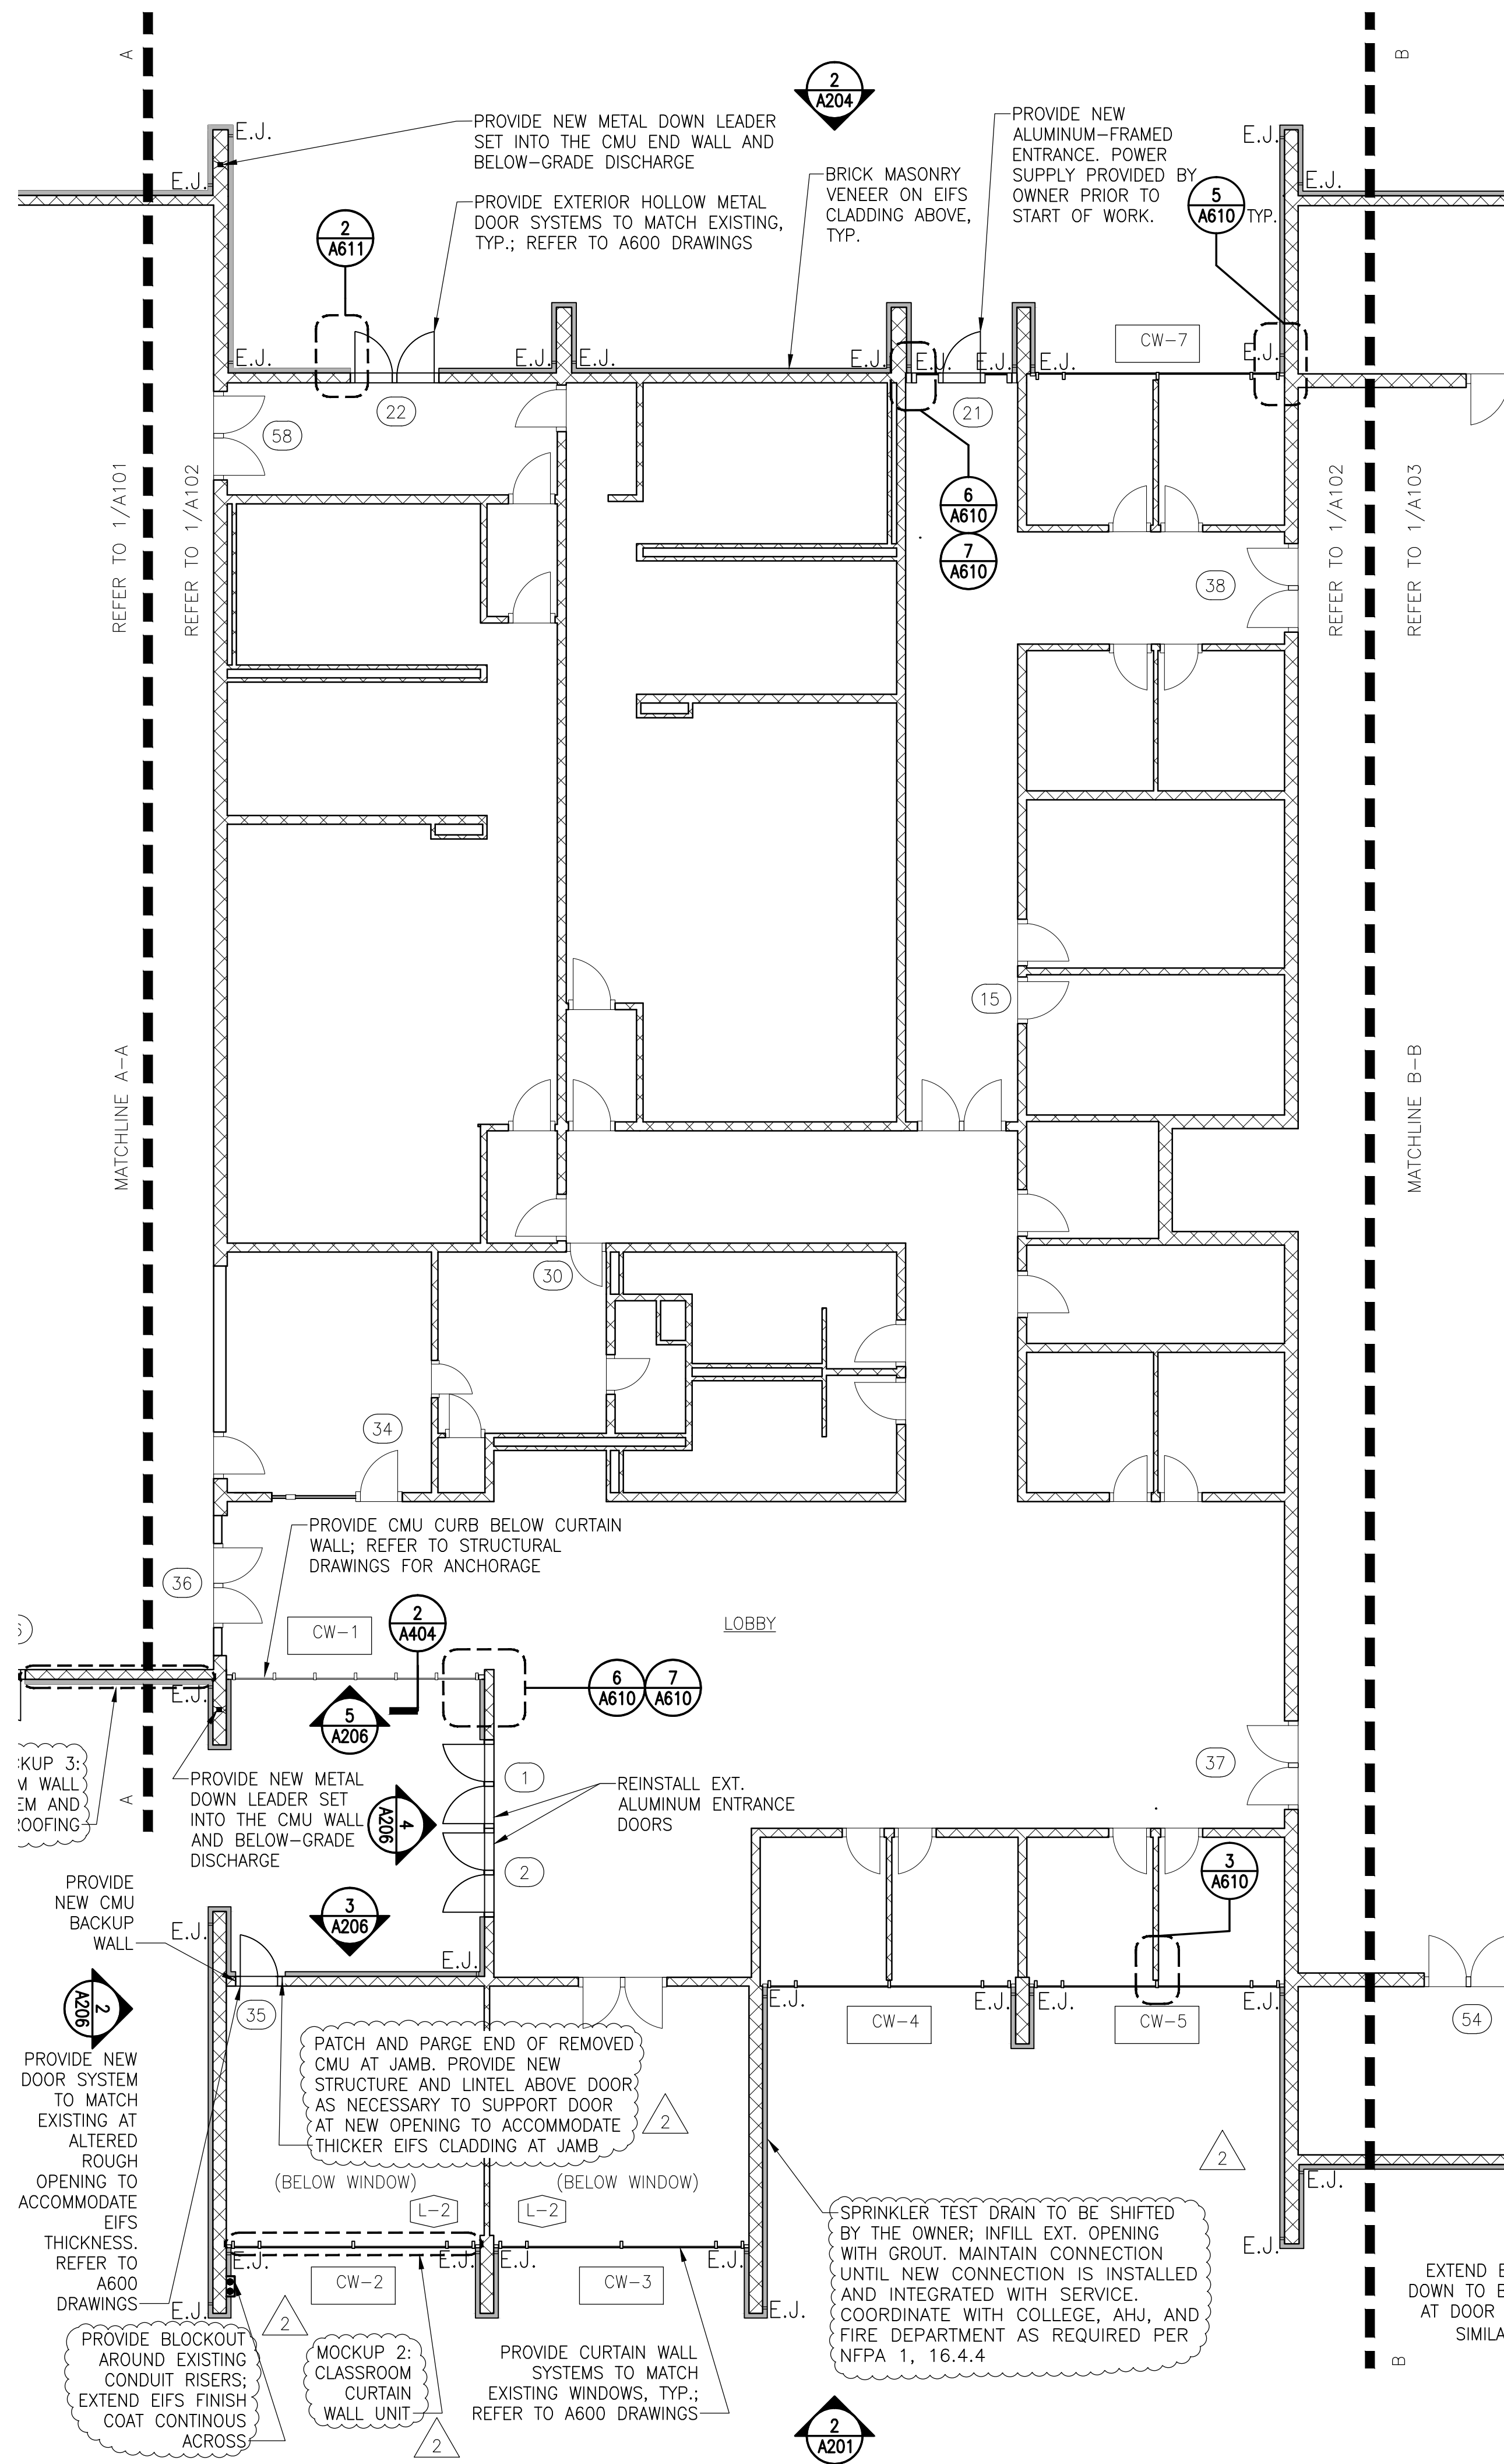 A
B
2
A204
E.J.
PROVIDE NEW METAL DOWN LEADER
SET INTO THE CMU END WALL AND
BELOW-GRADE DISCHARGE
PROVIDE NEW
ALUMINUM-FRAMED
ENTRANCE. POWER
SUPPLY PROVIDED BY
OWNER PRIOR TO
START OF WORK.
E.J.
E.J.
E.J.
BRICK MASONRY
VENEER ON EIFS
CLADDING ABOVE,
TYP.
5
A610
TYP.
PROVIDE EXTERIOR HOLLOW METAL
DOOR SYSTEMS TO MATCH EXISTING,
TYP.; REFER TO A600 DRAWINGS
2
A611
CW-7
E.J.
E.J.
E.J.
E.J.
E.J.
E.J.
E.J.
E.J.
22
21
58
REFER TO 1/A101
REFER TO 1/A102
REFER TO 1/A102
REFER TO 1/A103
6
A610
7
A610
38
15
MATCHLINE A-A
MATCHLINE B-B
30
34
PROVIDE CMU CURB BELOW CURTAIN
WALL; REFER TO STRUCTURAL
DRAWINGS FOR ANCHORAGE
36
CW-1
2
A404
LOBBY
6
A610
7
A610
E.J.
5
A206
KUP 3:
M WALL
EM AND
ROOFING
A
PROVIDE NEW METAL
DOWN LEADER SET
INTO THE CMU WALL
AND BELOW-GRADE
DISCHARGE
4
A206
1
REINSTALL EXT.
ALUMINUM ENTRANCE
DOORS
37
2
3
A206
3
A610
PROVIDE
NEW CMU
BACKUP
WALL
E.J.
E.J.
2
A206
35
E.J.
E.J.
E.J.
E.J.
CW-4
CW-5
54
PATCH AND PARGE END OF REMOVED
CMU AT JAMB. PROVIDE NEW
STRUCTURE AND LINTEL ABOVE DOOR
AS NECESSARY TO SUPPORT DOOR
AT NEW OPENING TO ACCOMMODATE
THICKER EIFS CLADDING AT JAMB
2
PROVIDE NEW
DOOR SYSTEM
TO MATCH
EXISTING AT
ALTERED
ROUGH
OPENING TO
ACCOMMODATE
EIFS
THICKNESS.
REFER TO
A600
DRAWINGS
2
(BELOW WINDOW)
(BELOW WINDOW)
L-2
L-2
E.J.
SPRINKLER TEST DRAIN TO BE SHIFTED
BY THE OWNER; INFILL EXT. OPENING
WITH GROUT. MAINTAIN CONNECTION
UNTIL NEW CONNECTION IS INSTALLED
AND INTEGRATED WITH SERVICE.
COORDINATE WITH COLLEGE, AHJ, AND
FIRE DEPARTMENT AS REQUIRED PER
NFPA 1, 16.4.4
E.J.
E.J.
E.J.
E.J.
E.J.
CW-2
CW-3
E.J.
E.J.
EXTEND
DOWN TO
AT DOOR
2
PROVIDE BLOCKOUT
AROUND EXISTING
CONDUIT RISERS;
EXTEND EIFS FINISH
COAT CONTINOUS
ACROSS
MOCKUP 2:
CLASSROOM
CURTAIN
WALL UNIT
2
PROVIDE CURTAIN WALL
SYSTEMS TO MATCH
EXISTING WINDOWS, TYP.;
REFER TO A600 DRAWINGS
B
2
A201